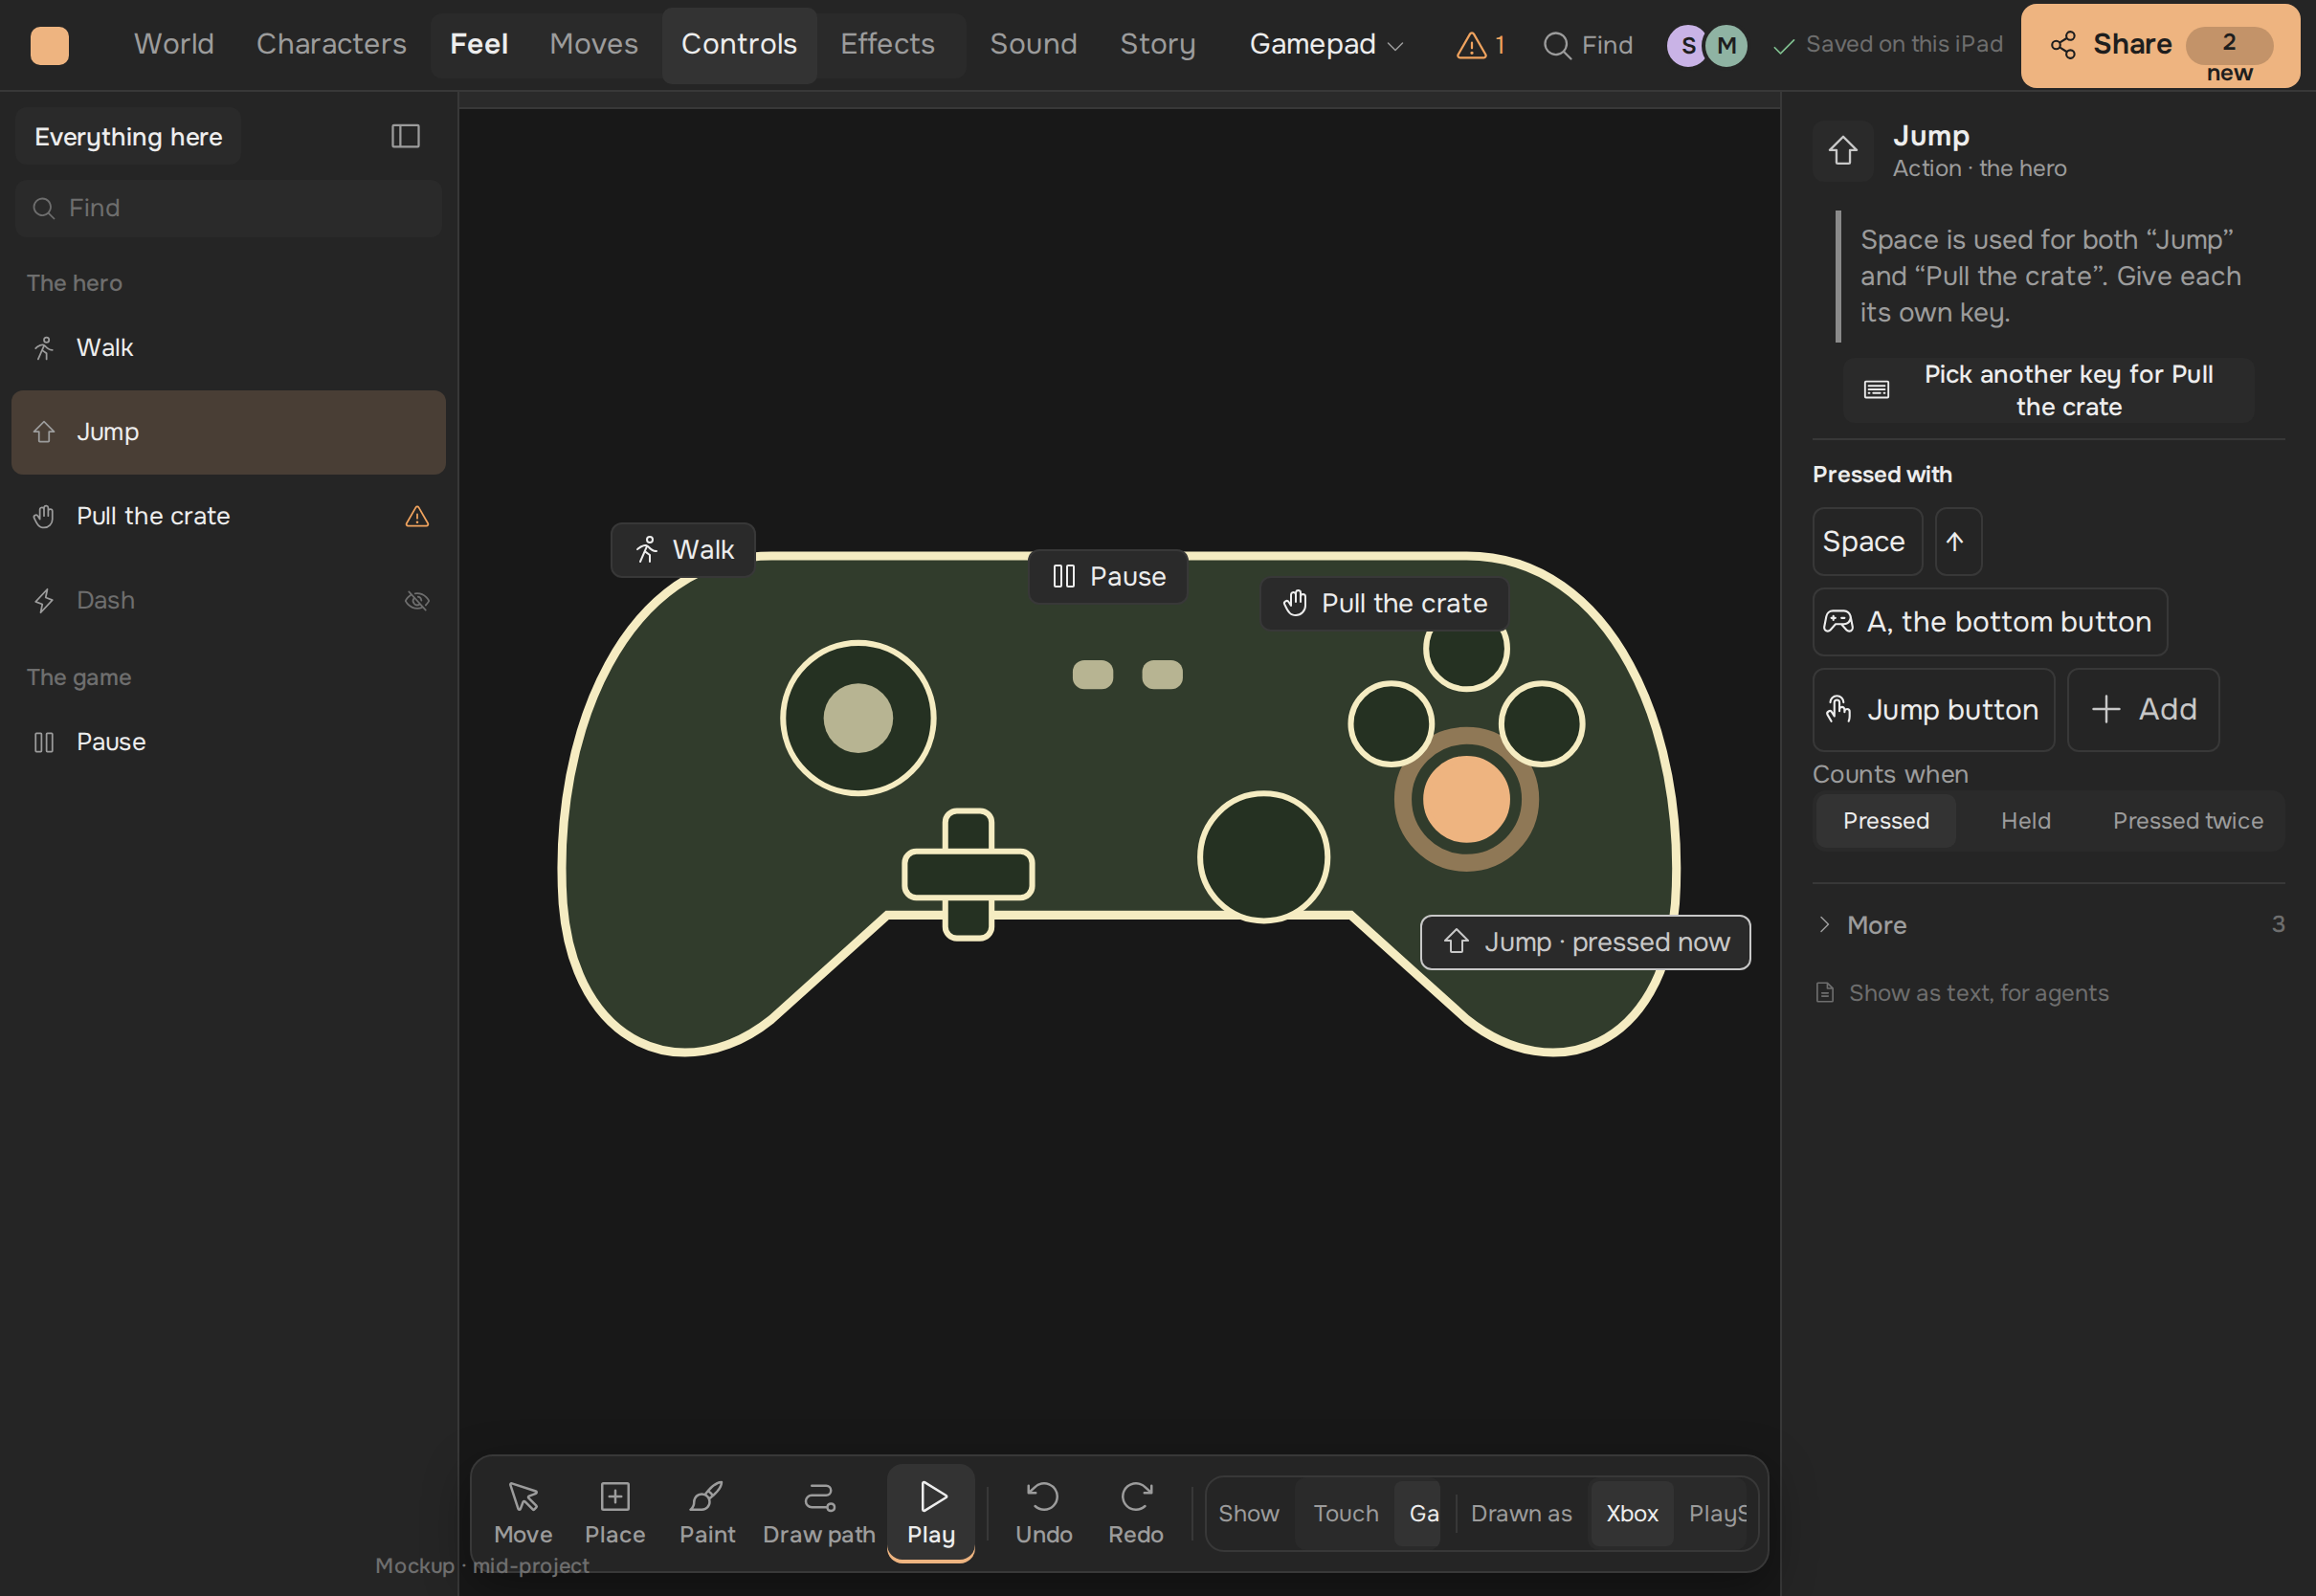 World Characters Feel Moves Controls Effects Sound Story Gamepad 1 Find S M Saved on this iPad Share 2 new
Everything here
Find
The hero
Walk
Jump
Pull the crate
Dash
The game
Pause
Walk
Pause
Pull the crate
Jump · pressed now
Jump
Action · the hero
Space is used for both “Jump”
and “Pull the crate”. Give each
its own key.
Pick another key for Pull
the crate
Pressed with
Space ↑
A, the bottom button
Jump button Add
Counts when
Pressed Held Pressed twice
More 3
Show as text, for agents
Move Place Paint Draw path Play Undo Redo Show Touch Ga Drawn as Xbox PlayS
Mockup · mid-project